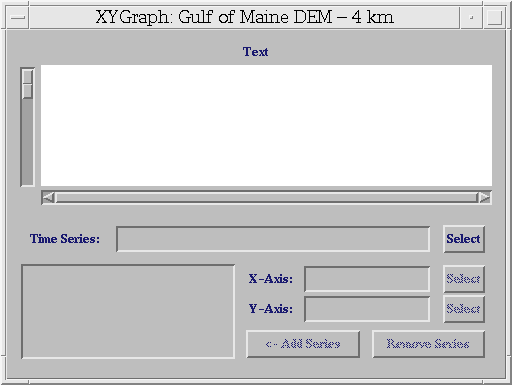 XYGraph: Gulf of Maine DEM – 4 km
Text
Time Series: Select
X-Axis: Select
Y-Axis: Select
<- Add Series Remove Series